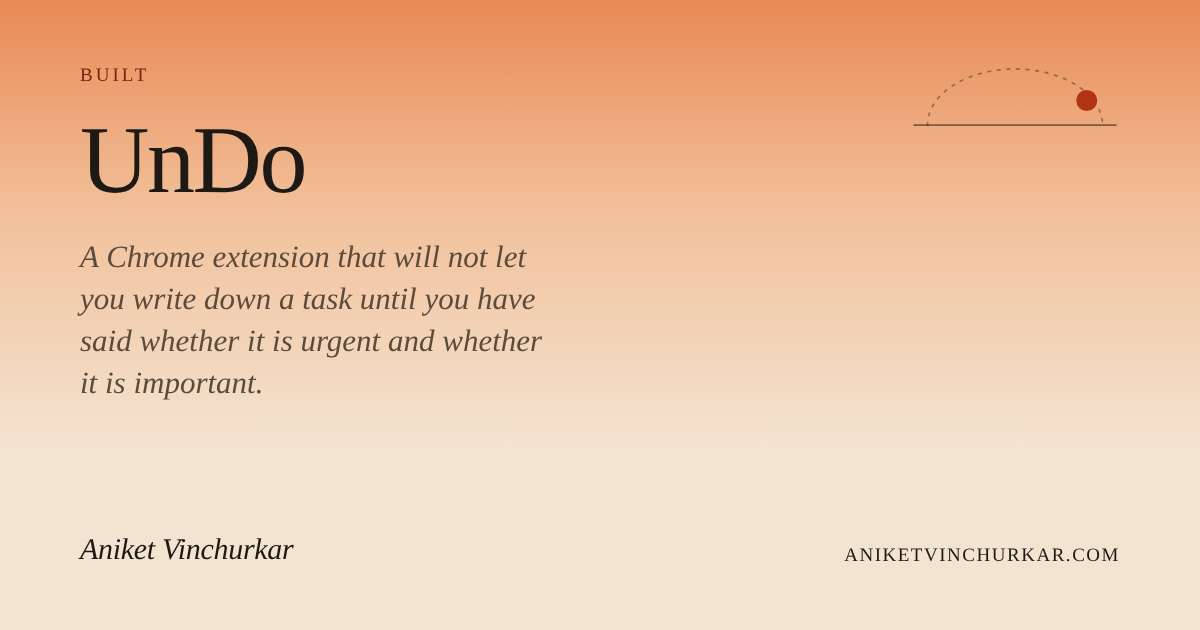 BUILT
UnDo
A Chrome extension that will not let
you write down a task until you have
said whether it is urgent and whether
it is important.
Aniket Vinchurkar
ANIKETVINCHURKAR.COM